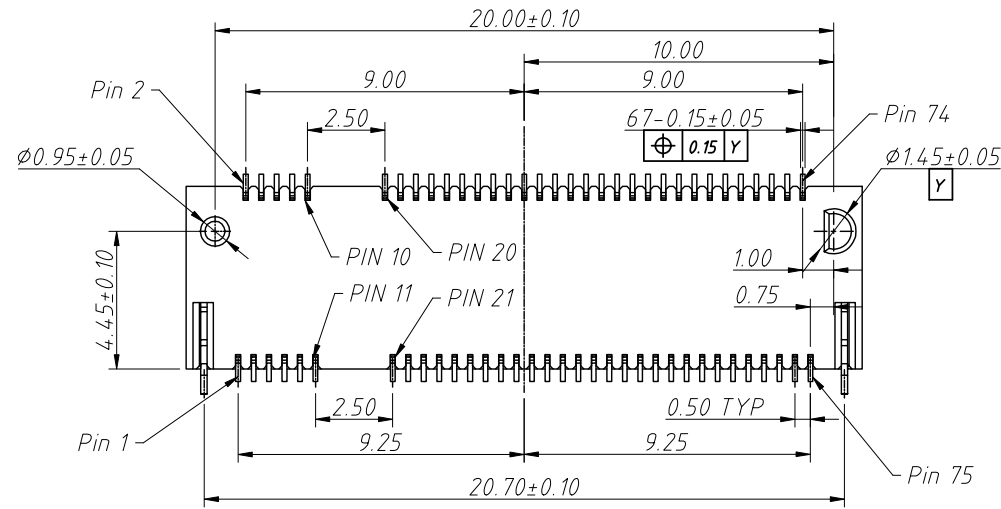 20.00±0.10
10.00
9.00
9.00
Pin 2
2.50
67-0.15±0.05
Pin 74
0.15 Y
Ø0.95±0.05
Ø1.45±0.05
Y
PIN 10
PIN 20
1.00
4.45±0.10
PIN 11
PIN 21
0.75
2.50
0.50 TYP
Pin 1
9.25
9.25
Pin 75
20.70±0.10